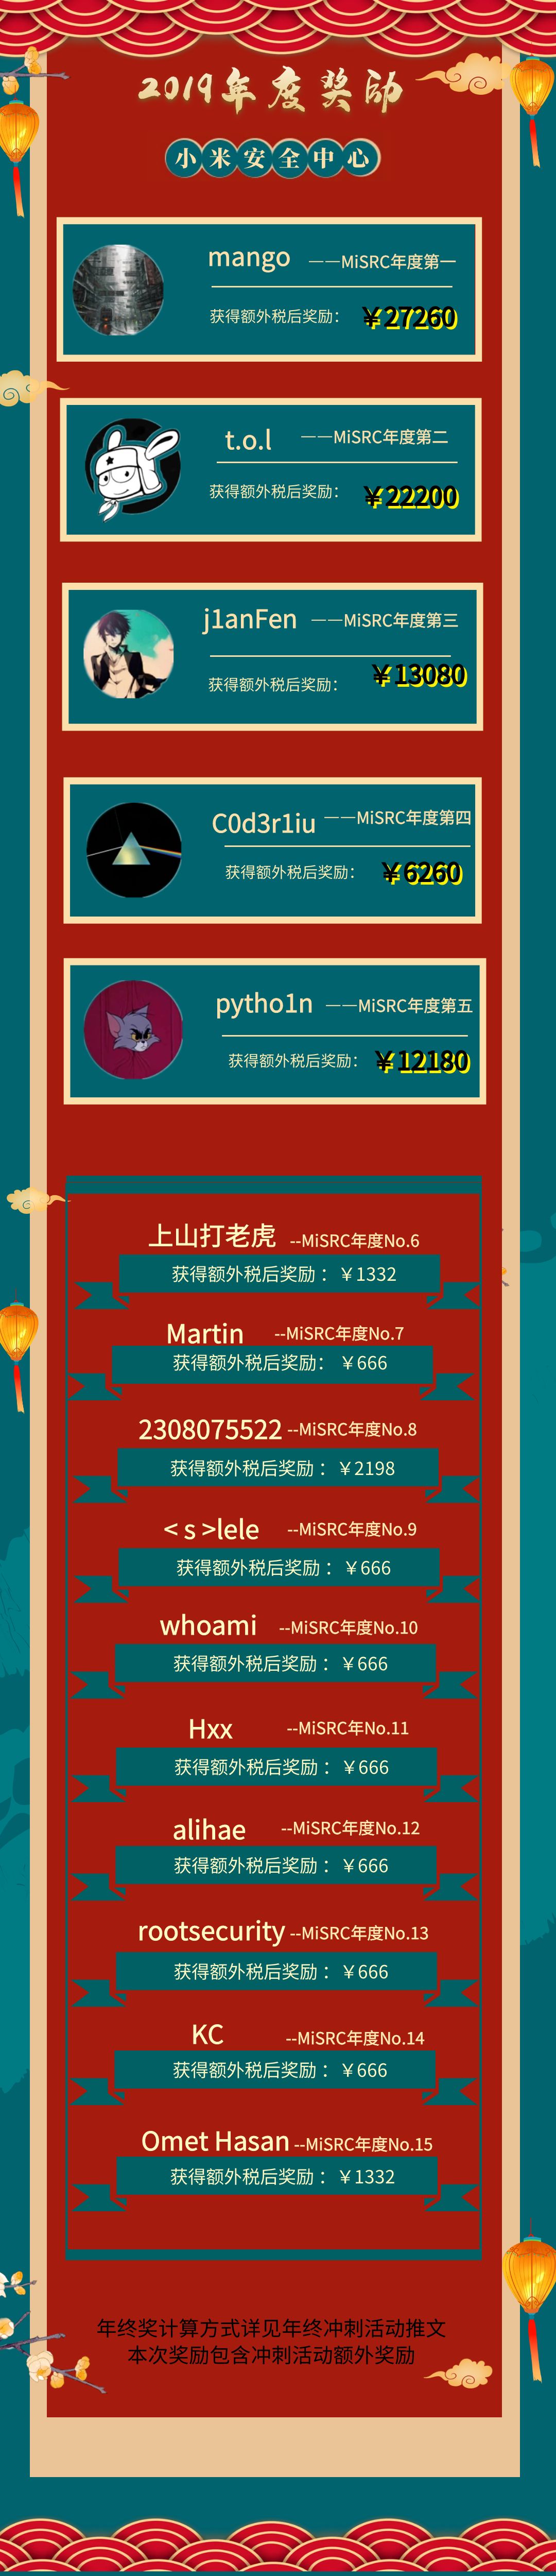 2019年度奖励
小米安全中心
mango ——MiSRC年度第一
获得额外税后奖励： ￥27260
t.o.l ——MiSRC年度第二
获得额外税后奖励： ￥22200
j1anFen ——MiSRC年度第三
获得额外税后奖励： ￥13080
C0d3r1iu ——MiSRC年度第四
获得额外税后奖励： ￥6260
pytho1n ——MiSRC年度第五
获得额外税后奖励： ￥12180
上山打老虎 --MiSRC年度No.6
获得额外税后奖励：￥1332
Martin --MiSRC年度No.7
获得额外税后奖励： ￥666
2308075522 --MiSRC年度No.8
获得额外税后奖励：￥2198
< s >lele --MiSRC年度No.9
获得额外税后奖励：￥666
whoami --MiSRC年度No.10
获得额外税后奖励：￥666
Hxx --MiSRC年No.11
获得额外税后奖励：￥666
alihae --MiSRC年度No.12
获得额外税后奖励：￥666
rootsecurity --MiSRC年度No.13
获得额外税后奖励：￥666
KC --MiSRC年度No.14
获得额外税后奖励：￥666
Omet Hasan --MiSRC年度No.15
获得额外税后奖励：￥1332
年终奖计算方式详见年终冲刺活动推文
本次奖励包含冲刺活动额外奖励